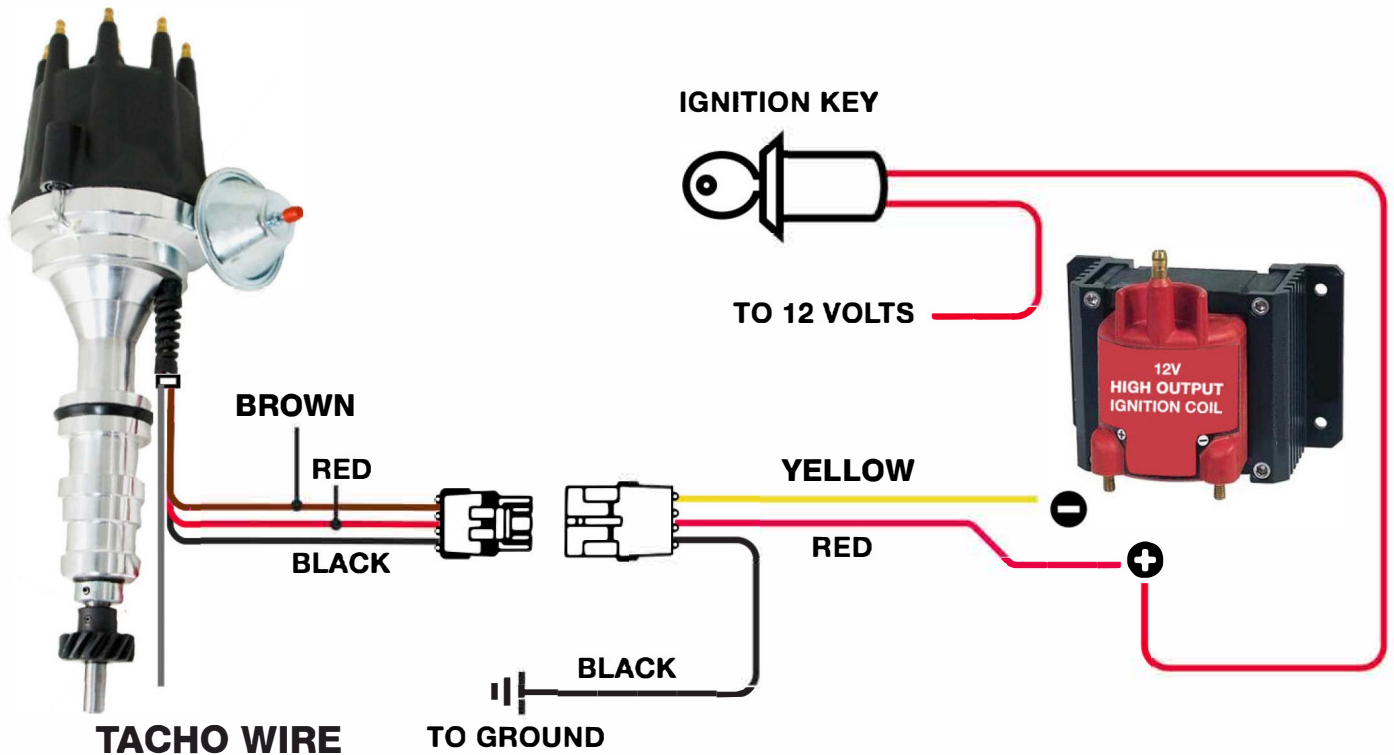 IGNITION KEY
TO 12 VOLTS
12V
HIGH OUTPUT
IGNITION COIL
+ -
BROWN
RED
BLACK
YELLOW
-
RED
+
BLACK
TO GROUND
TACHO WIRE